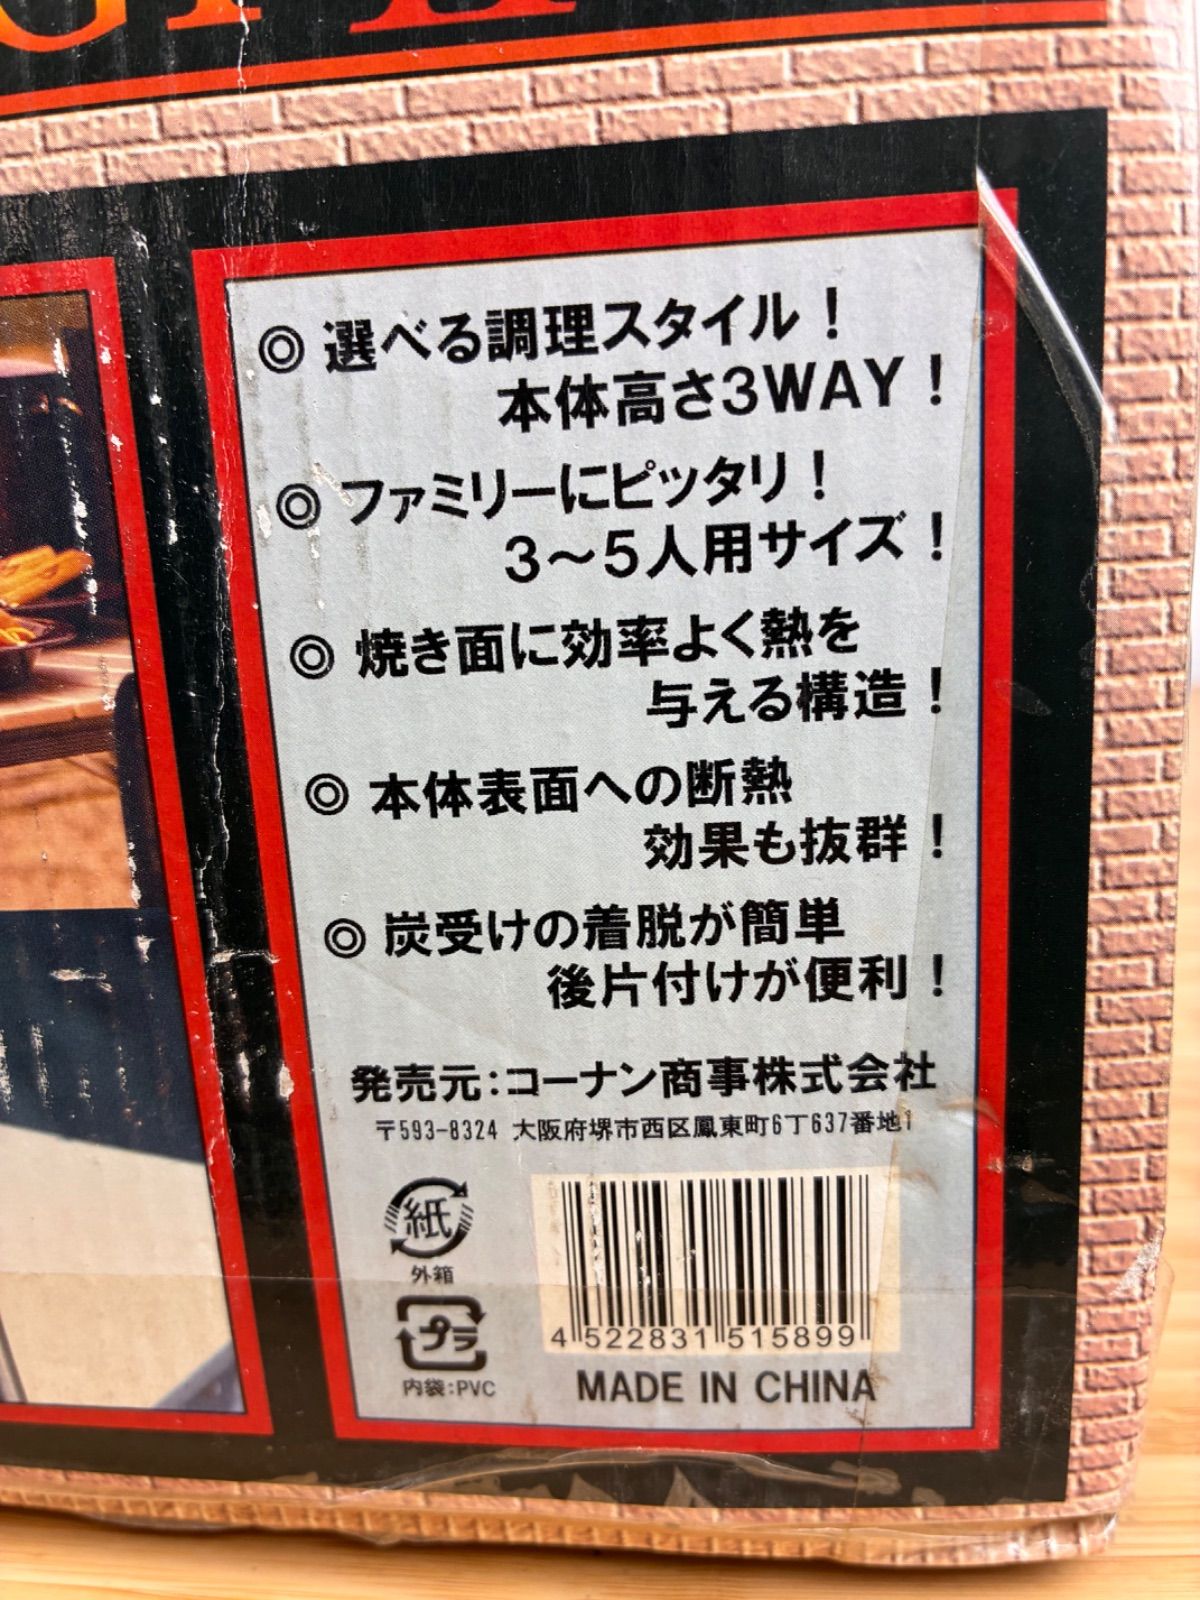 ◎ 選べる調理スタイル！
本体高さ3WAY！
◎ ファミリーにピッタリ！
3～5人用サイズ！
◎ 焼き面に効率よく熱を
与える構造！
◎ 本体表面への断熱
効果も抜群！
◎ 炭受けの着脱が簡単
後片付けが便利！
発売元：コーナン商事株式会社
〒593-8324 大阪府堺市西区鳳東町6丁637番地1
紙
外箱
プラ
内袋：PVC
4 522831 515899
MADE IN CHINA